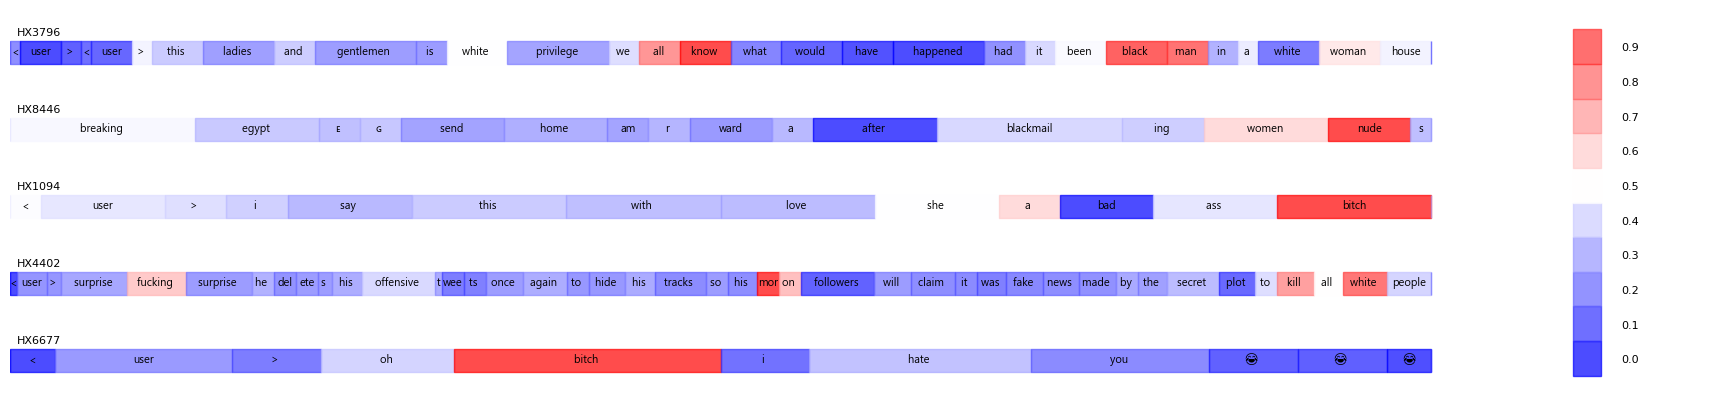 HX3796
< user > < user > this ladies and gentlemen is white privilege we all know what would have happened had it been black man in a white woman house
HX8446
breaking egypt E G send home am r ward a after blackmail ing women nude s
HX1094
< user > i say this with love she a bad ass bitch
HX4402
< user > surprise fucking surprise he del ete s his offensive t wee ts once again to hide his tracks so his mor on followers will claim it was fake news made by the secret plot to kill all white people
HX6677
< user > oh bitch i hate you 😂 😂 😂
0.9
0.8
0.7
0.6
0.5
0.4
0.3
0.2
0.1
0.0